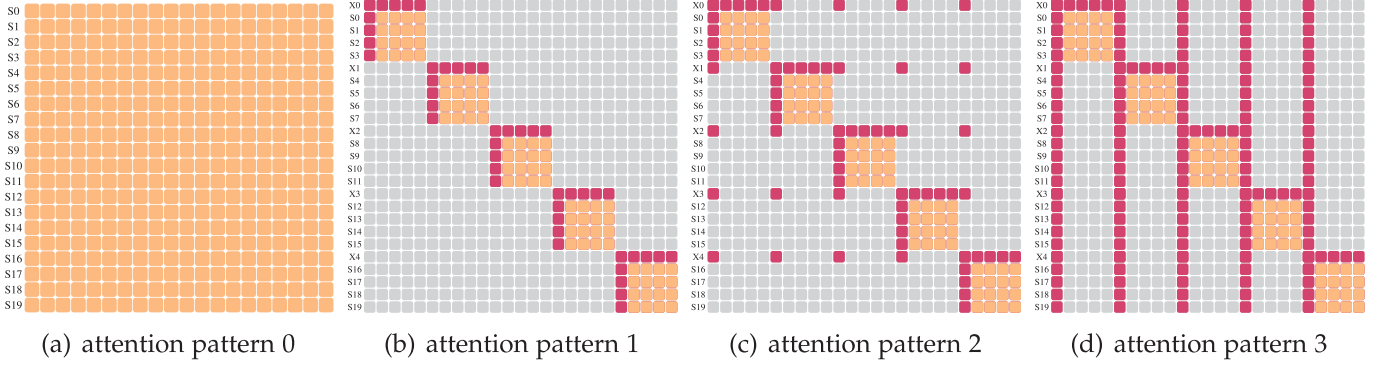 S0
S1
S2
S3
S4
S5
S6
S7
S8
S9
S10
S11
S12
S13
S14
S15
S16
S17
S18
S19
(a) attention pattern 0
X0
S0
S1
S2
S3
X1
S4
S5
S6
S7
X2
S8
S9
S10
S11
X3
S12
S13
S14
S15
X4
S16
S17
S18
S19
(b) attention pattern 1
X0
S0
S1
S2
S3
X1
S4
S5
S6
S7
X2
S8
S9
S10
S11
X3
S12
S13
S14
S15
X4
S16
S17
S18
S19
(c) attention pattern 2
X0
S0
S1
S2
S3
X1
S4
S5
S6
S7
X2
S8
S9
S10
S11
X3
S12
S13
S14
S15
X4
S16
S17
S18
S19
(d) attention pattern 3